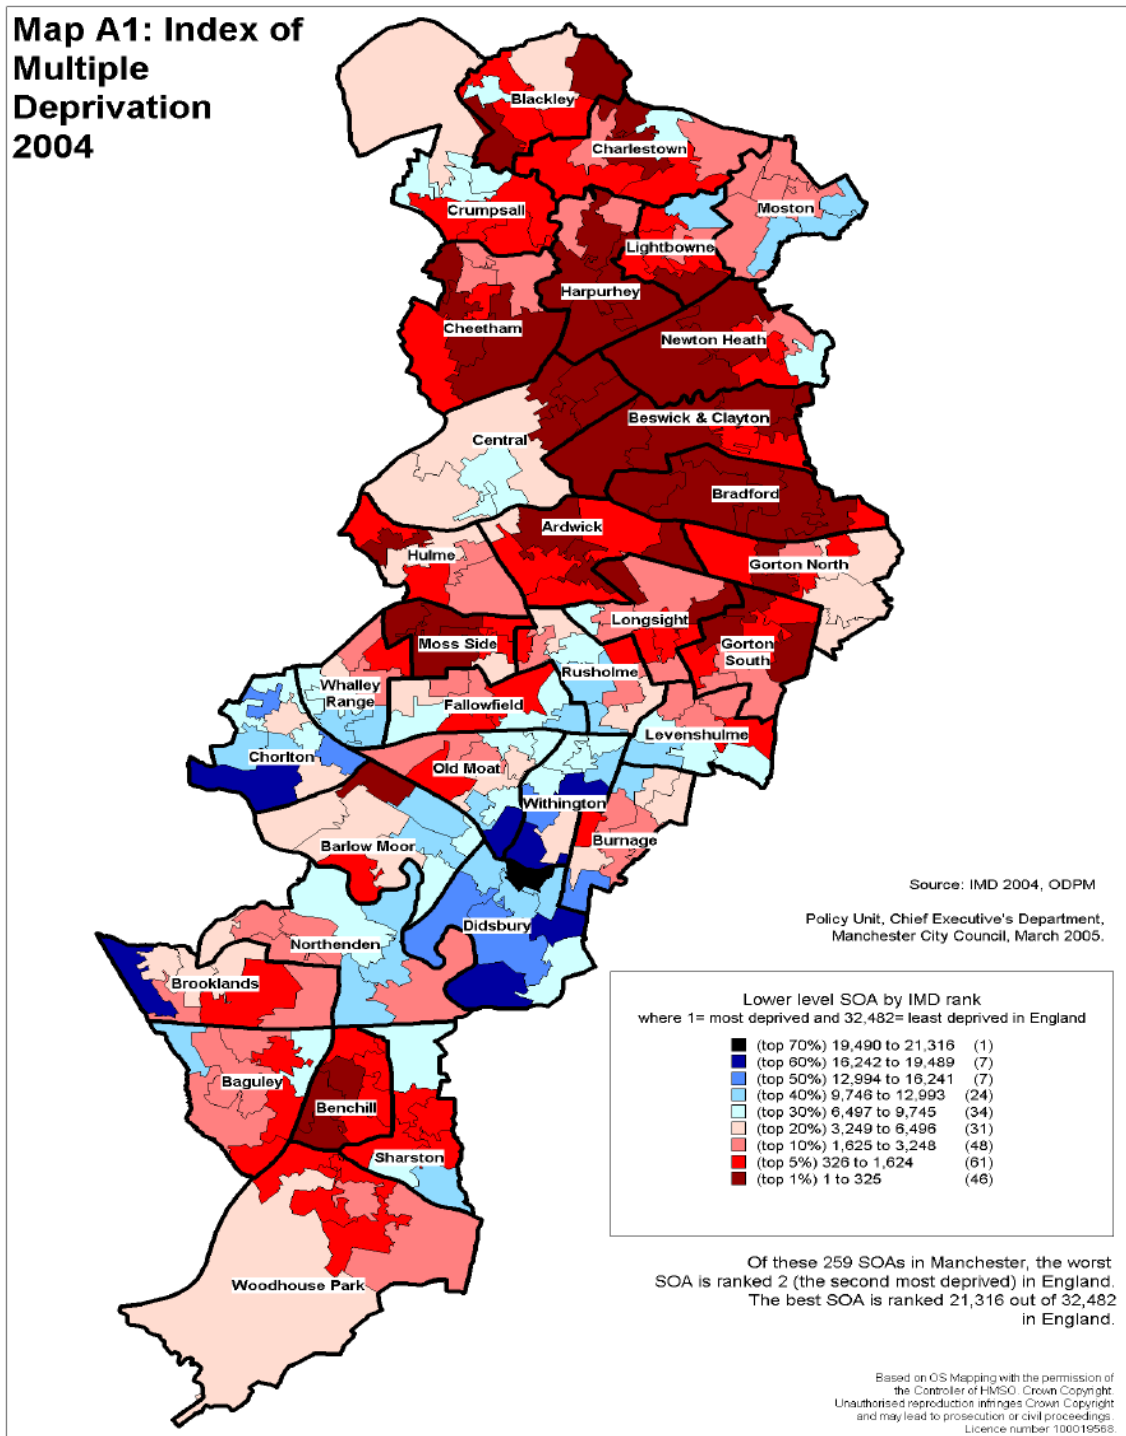 Map A1: Index of
Multiple
Deprivation
2004
Blackley
Charlestown
Crumpsall
Moston
Lightbowne
Harpurhey
Cheetham
Newton Heath
Beswick & Clayton
Central
Bradford
Ardwick
Hulme
Gorton North
Longsight
Moss Side
Gorton
South
Rusholme
Whalley
Range
Fallowfield
Levenshulme
Chorlton
Old Moat
Withington
Burnage
Barlow Moor
Didsbury
Northenden
Brooklands
Baguley
Benchill
Sharston
Woodhouse Park
Source: IMD 2004, ODPM
Policy Unit, Chief Executive's Department,
Manchester City Council, March 2005.
Lower level SOA by IMD rank
where 1= most deprived and 32,482= least deprived in England
(top 70%) 19,490 to 21,316 (1)
(top 60%) 16,242 to 19,489 (7)
(top 50%) 12,994 to 16,241 (7)
(top 40%) 9,746 to 12,993 (24)
(top 30%) 6,497 to 9,745 (34)
(top 20%) 3,249 to 6,496 (31)
(top 10%) 1,625 to 3,248 (48)
(top 5%) 326 to 1,624 (61)
(top 1%) 1 to 325 (46)
Of these 259 SOAs in Manchester, the worst
SOA is ranked 2 (the second most deprived) in England.
The best SOA is ranked 21,316 out of 32,482
in England.
Based on OS Mapping with the permission of
the Controller of HMSO. Crown Copyright.
Unauthorised reproduction infringes Crown Copyright
and may lead to prosecution or civil proceedings.
Licence number 100019568.